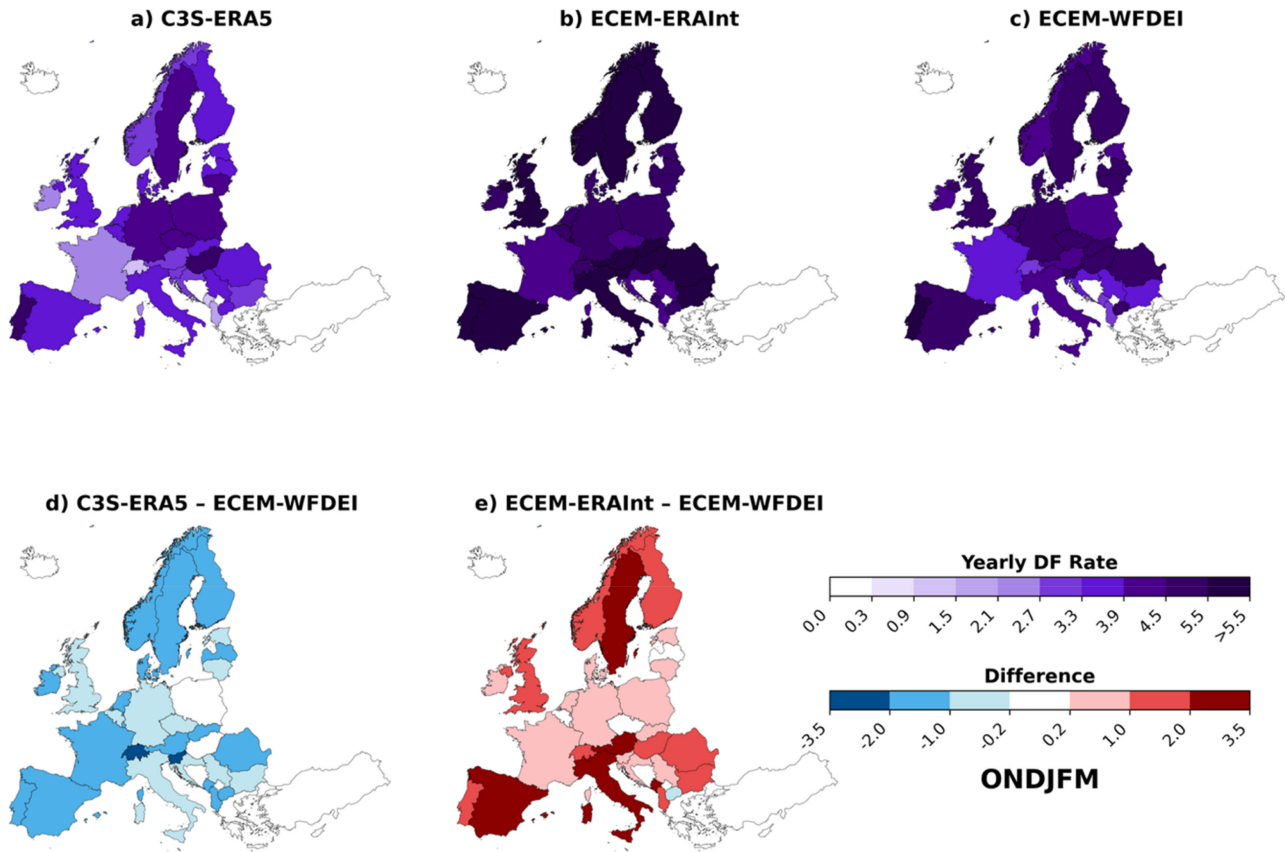 a) C3S-ERA5
b) ECEM-ERAInt
c) ECEM-WFDEI
d) C3S-ERA5 – ECEM-WFDEI
e) ECEM-ERAInt – ECEM-WFDEI
Yearly DF Rate
0.0 0.3 0.9 1.5 2.1 2.7 3.3 3.9 4.5 5.5 >5.5
Difference
-3.5 -2.0 -1.0 -0.2 0.2 1.0 2.0 3.5
ONDJFM